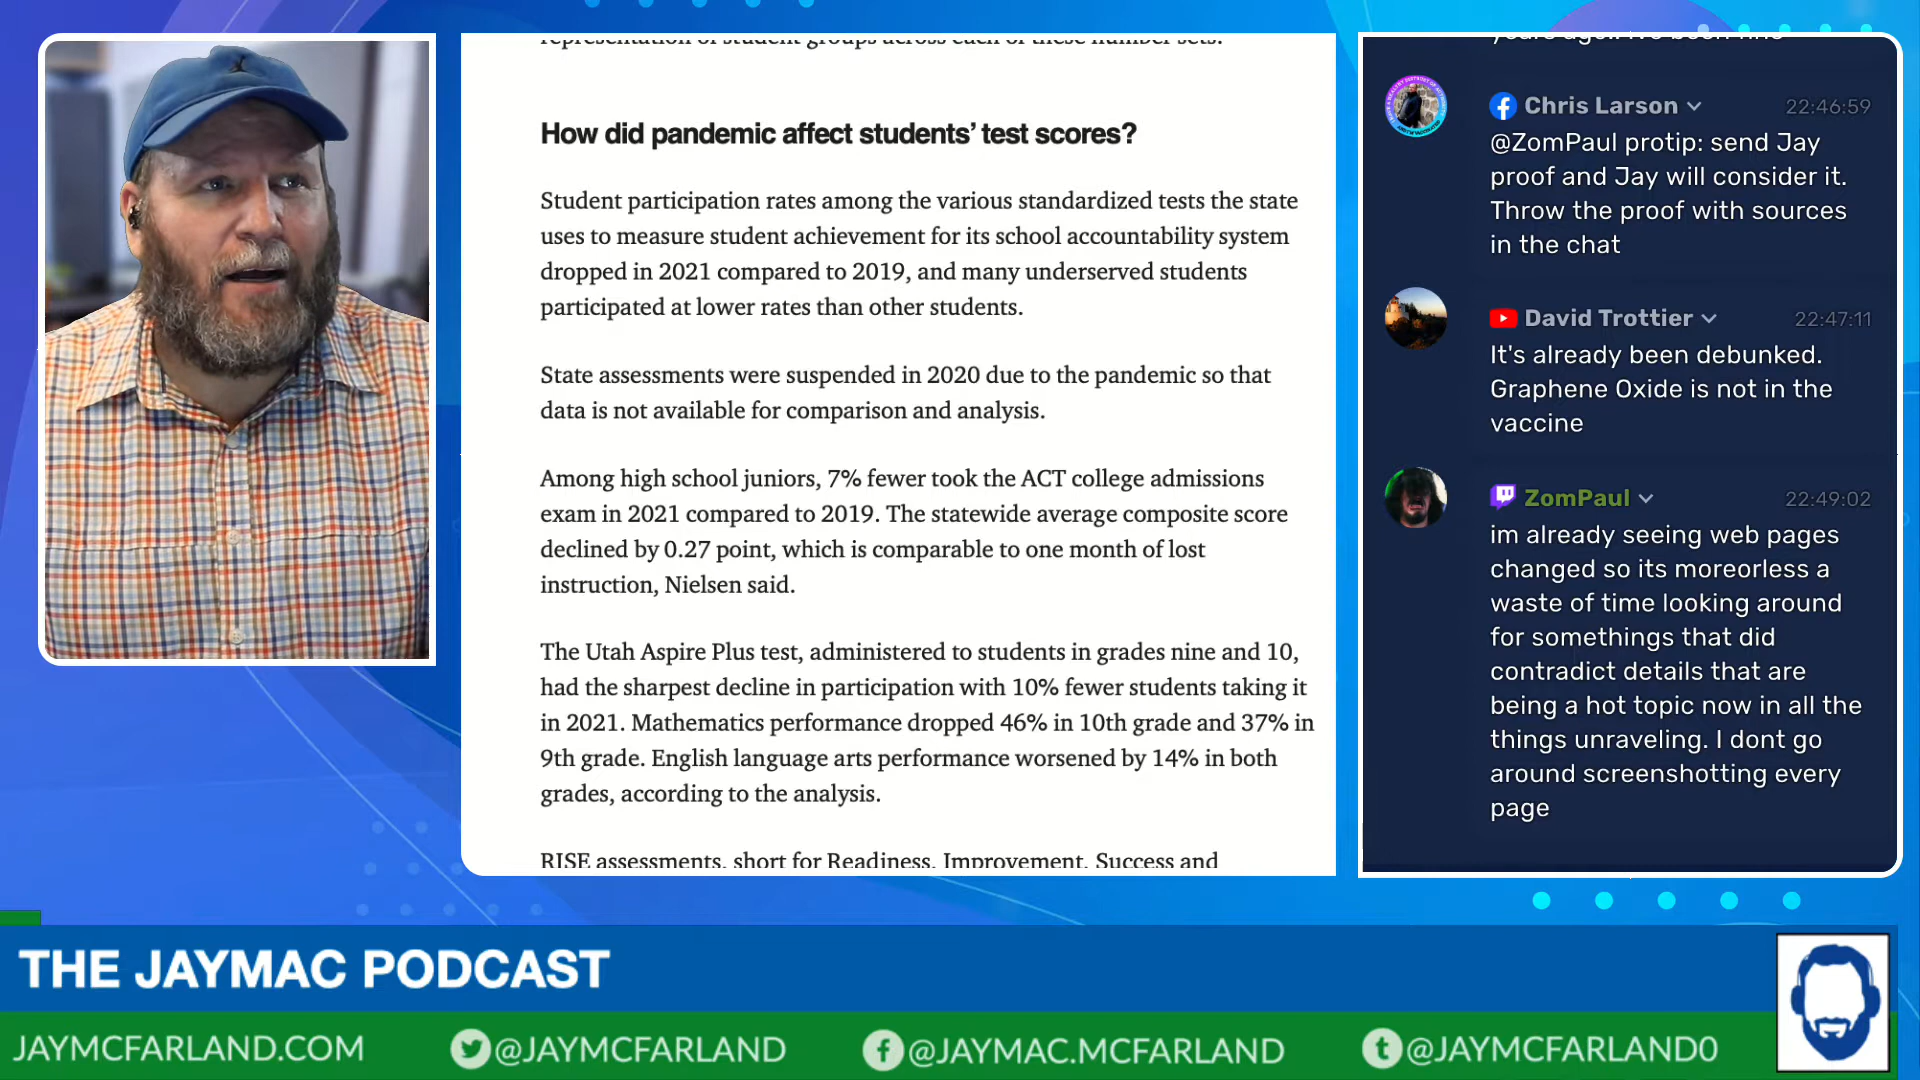 representation of student groups across each of these number sets.
How did pandemic affect students’ test scores?
Student participation rates among the various standardized tests the state
uses to measure student achievement for its school accountability system
dropped in 2021 compared to 2019, and many underserved students
participated at lower rates than other students.
State assessments were suspended in 2020 due to the pandemic so that
data is not available for comparison and analysis.
Among high school juniors, 7% fewer took the ACT college admissions
exam in 2021 compared to 2019. The statewide average composite score
declined by 0.27 point, which is comparable to one month of lost
instruction, Nielsen said.
The Utah Aspire Plus test, administered to students in grades nine and 10,
had the sharpest decline in participation with 10% fewer students taking it
in 2021. Mathematics performance dropped 46% in 10th grade and 37% in
9th grade. English language arts performance worsened by 14% in both
grades, according to the analysis.
RISE assessments, short for Readiness, Improvement, Success and
Chris Larson 22:46:59
@ZomPaul protip: send Jay
proof and Jay will consider it.
Throw the proof with sources
in the chat
David Trottier 22:47:11
It's already been debunked.
Graphene Oxide is not in the
vaccine
ZomPaul 22:49:02
im already seeing web pages
changed so its moreorless a
waste of time looking around
for somethings that did
contradict details that are
being a hot topic now in all the
things unraveling. I dont go
around screenshotting every
page
THE JAYMAC PODCAST
JAYMCFARLAND.COM
@JAYMCFARLAND
@JAYMAC.MCFARLAND
@JAYMCFARLAND0